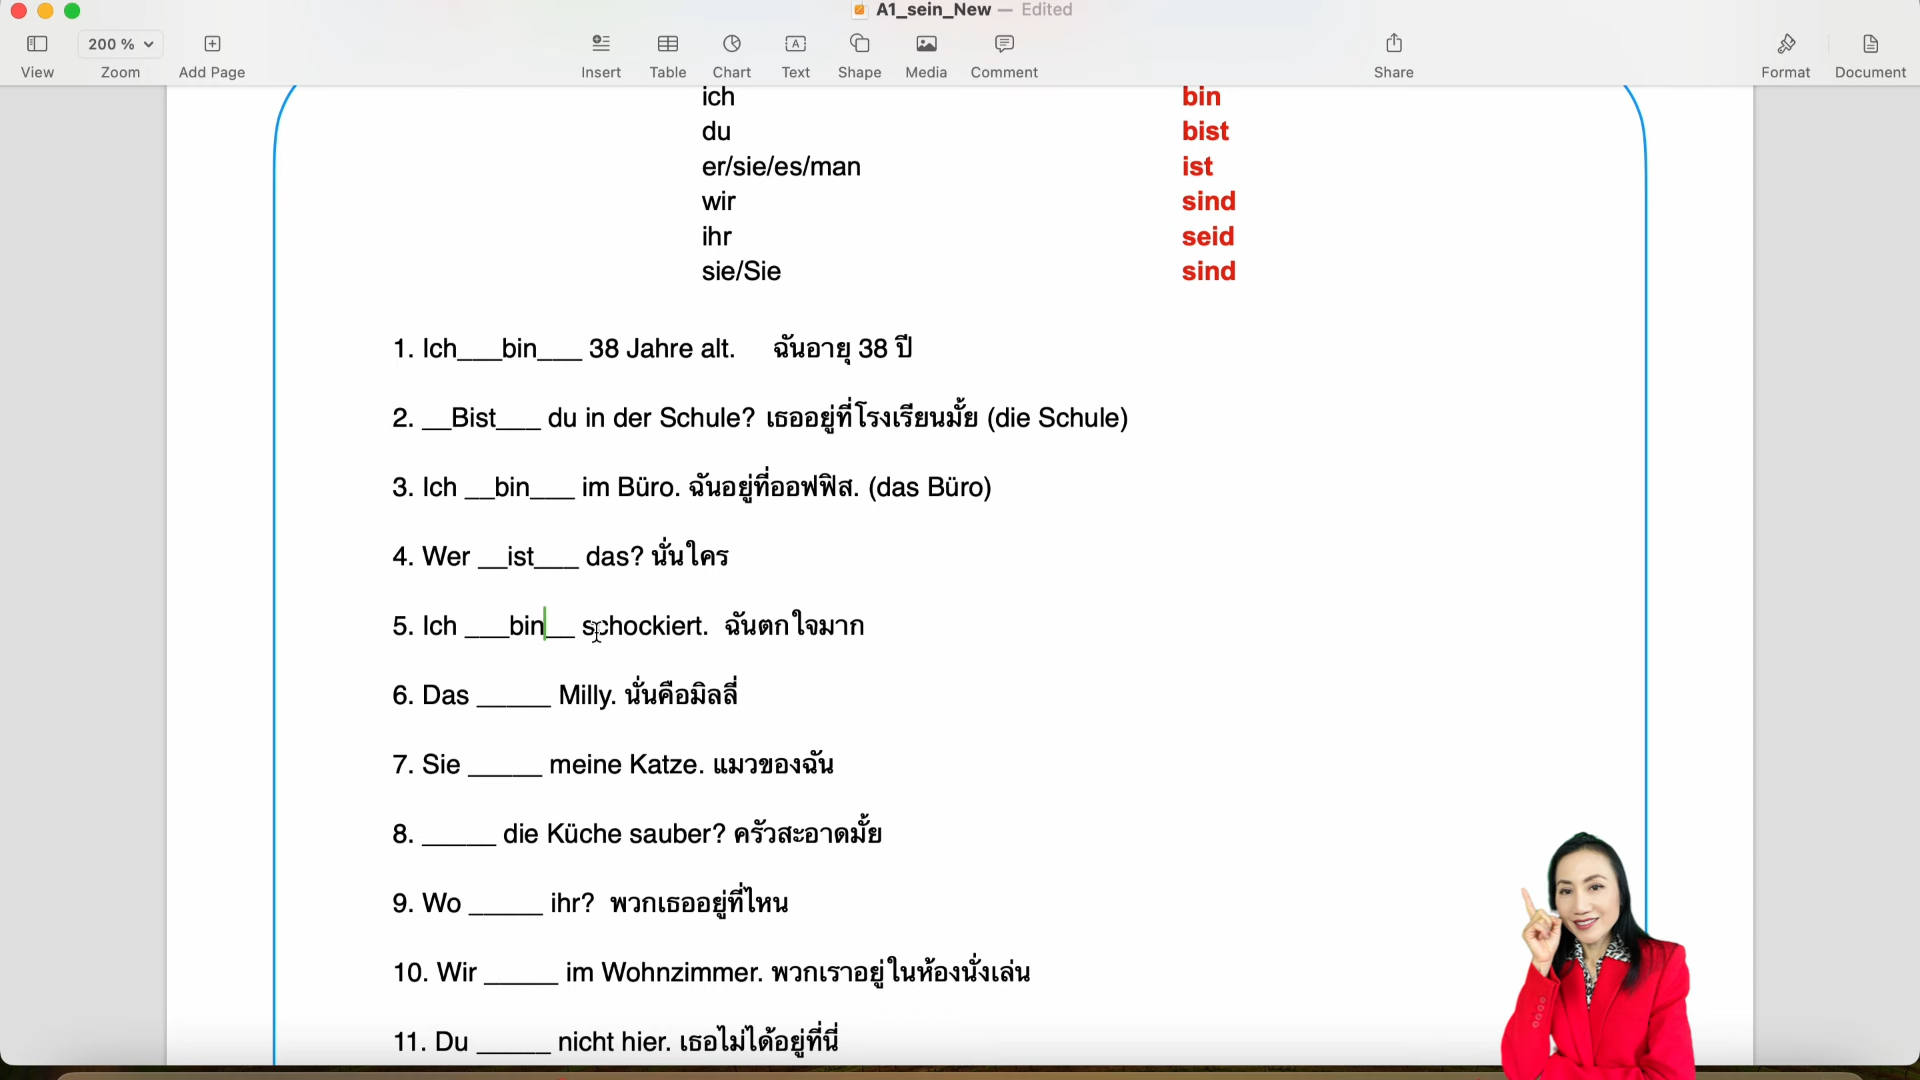 A1_sein_New — Edited
200 %
View
Zoom
Add Page
Insert
Table
Chart
Text
Shape
Media
Comment
Share
Format
Document
ich bin
du bist
er/sie/es/man ist
wir sind
ihr seid
sie/Sie sind
1. Ich___bin___ 38 Jahre alt. ฉันอายุ 38 ปี
2. __Bist___ du in der Schule? เธออยู่ที่โรงเรียนมั้ย (die Schule)
3. Ich __bin___ im Büro. ฉันอยู่ที่ออฟฟิส. (das Büro)
4. Wer __ist___ das? นั่นใคร
5. Ich ___bin__ schockiert. ฉันตกใจมาก
6. Das _____ Milly. นั่นคือมิลลี่
7. Sie _____ meine Katze. แมวของฉัน
8. _____ die Küche sauber? ครัวสะอาดมั้ย
9. Wo _____ ihr? พวกเธออยู่ที่ไหน
10. Wir _____ im Wohnzimmer. พวกเราอยู่ในห้องนั่งเล่น
11. Du _____ nicht hier. เธอไม่ได้อยู่ที่นี่